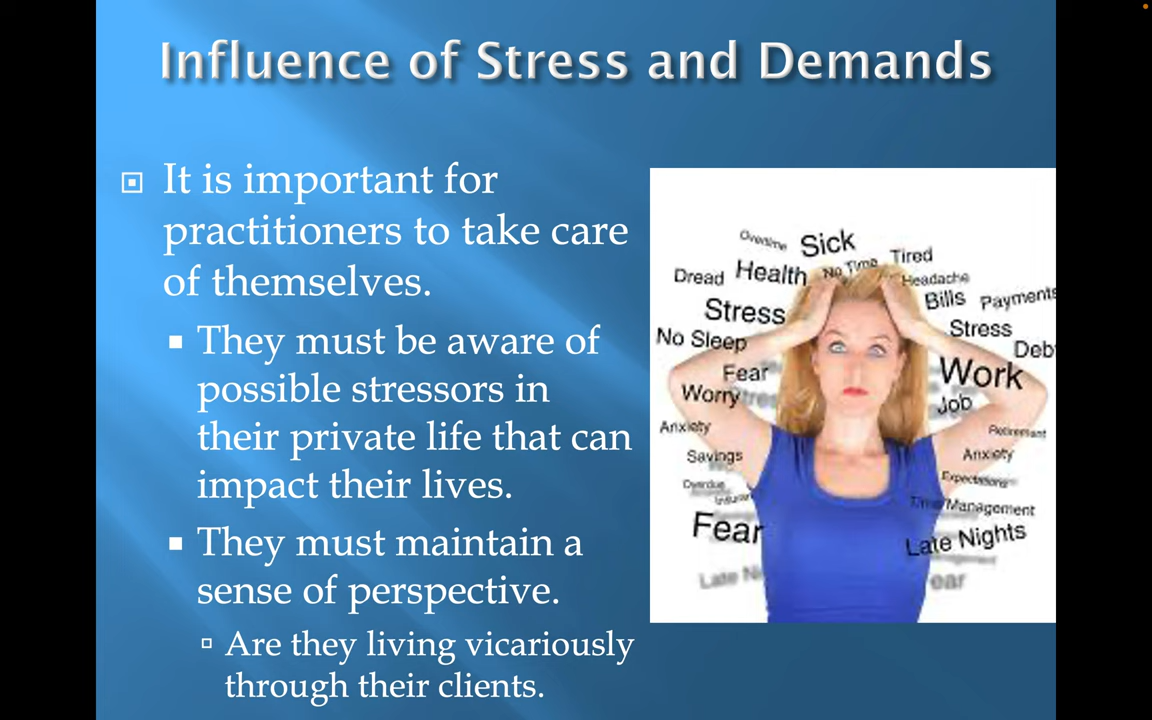 Influence of Stress and Demands
It is important for
practitioners to take care
of themselves.
They must be aware of
possible stressors in
their private life that can
impact their lives.
They must maintain a
sense of perspective.
Are they living vicariously
through their clients.
Overtime Sick Tired
Dread Health No Time Headache
Stress Bills Payments
No Sleep Stress
Fear Work
Worry Stress Job
Anxiety Retirement
Savings Anxiety
Overdue Expectations
Time Management
Fear Late Nights